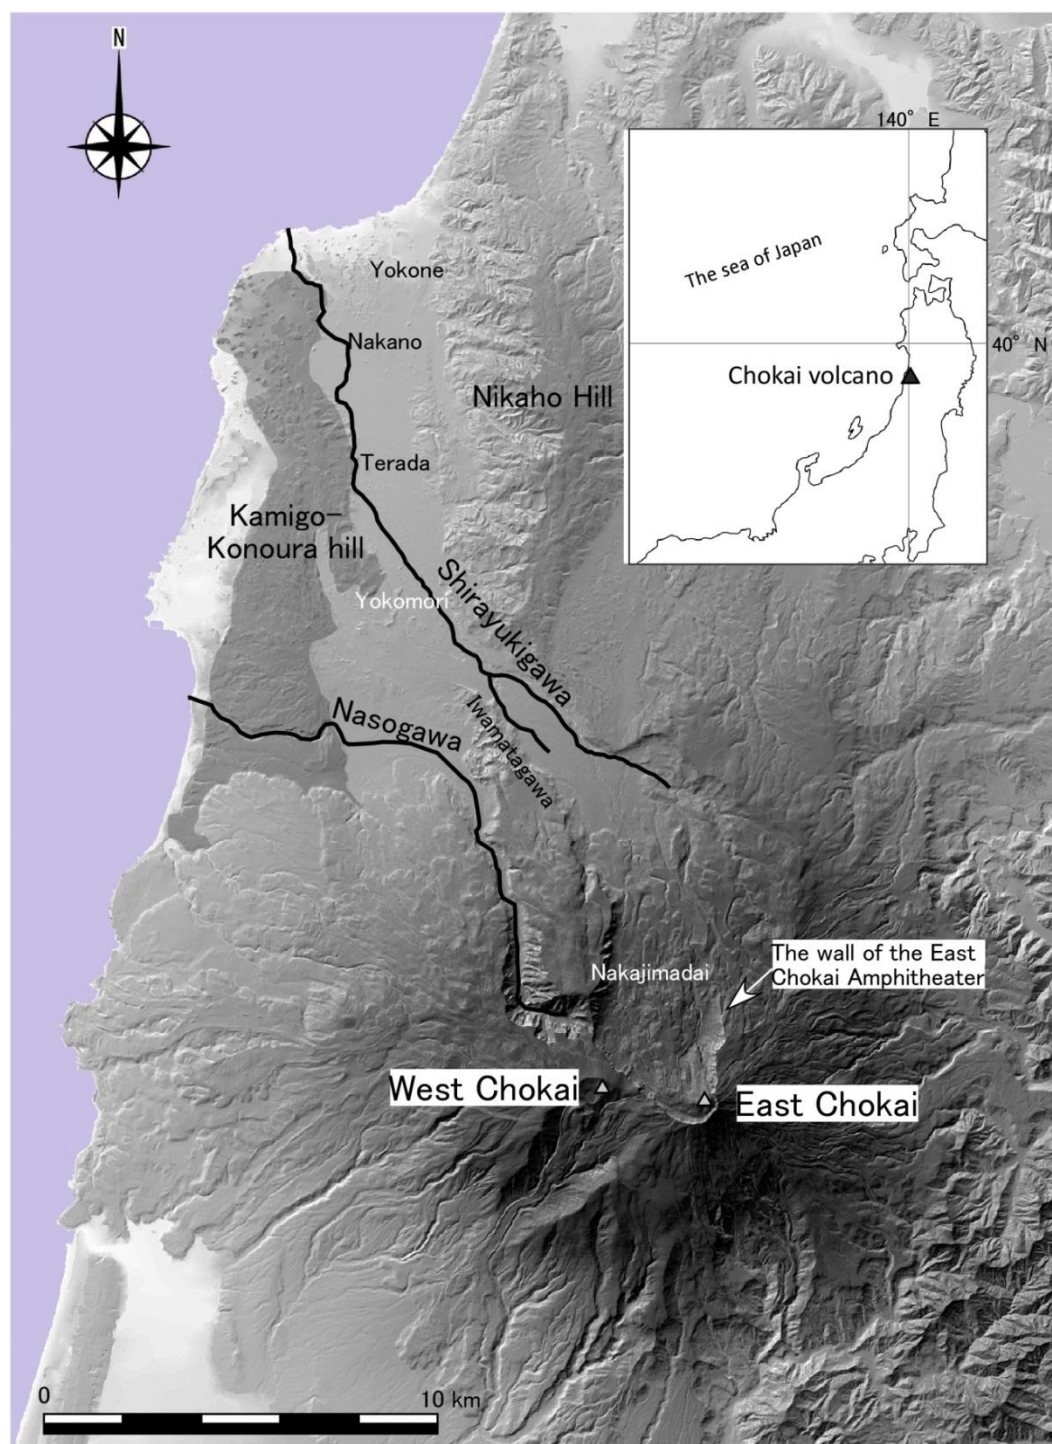 N
140° E
Yokone
The sea of Japan
Nakano
40° N
Chokai volcano
Nikaho Hill
Terada
Kamigo-
Konoura hill
Shirayukigawa
Yokomori
Nasogawa
Iwamatagawa
The wall of the East
Chokai Amphitheater
Nakajimadai
West Chokai
East Chokai
0
10 km